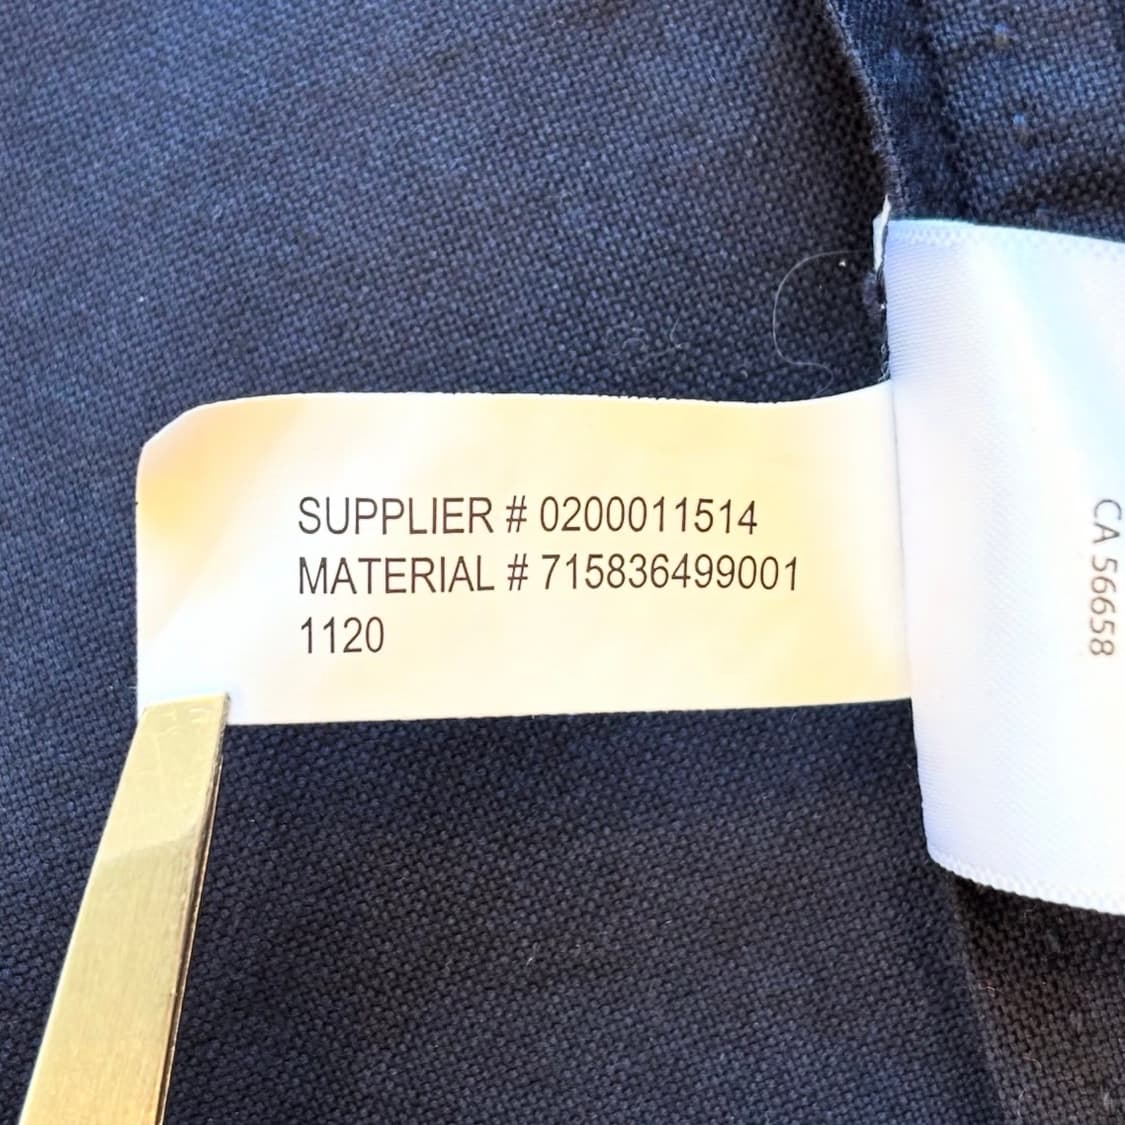 SUPPLIER # 0200011514
MATERIAL # 715836499001
1120
CA 56658